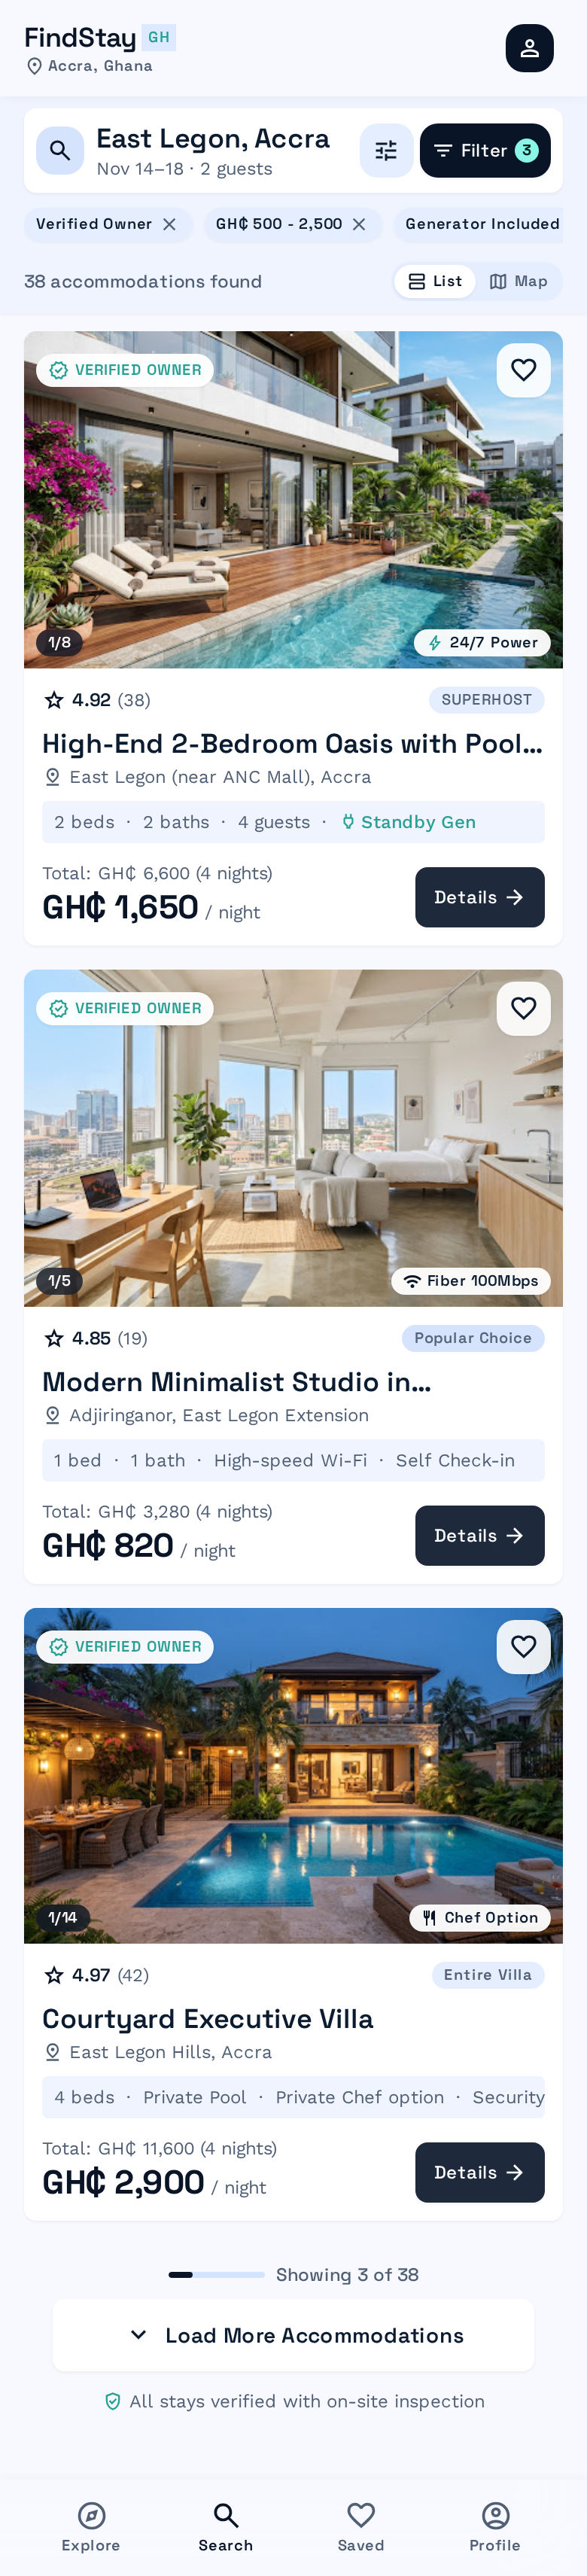 FindStay GH
Accra, Ghana
East Legon, Accra
Nov 14–18 · 2 guests
Filter 3
Verified Owner
GH₵ 500 - 2,500
Generator Included
38 accommodations found
List
Map
VERIFIED OWNER
1/8
24/7 Power
4.92 (38)
SUPERHOST
High-End 2-Bedroom Oasis with Pool...
East Legon (near ANC Mall), Accra
2 beds · 2 baths · 4 guests · Standby Gen
Total: GH₵ 6,600 (4 nights)
GH₵ 1,650 / night
Details
VERIFIED OWNER
1/5
Fiber 100Mbps
4.85 (19)
Popular Choice
Modern Minimalist Studio in...
Adjiringanor, East Legon Extension
1 bed · 1 bath · High-speed Wi-Fi · Self Check-in
Total: GH₵ 3,280 (4 nights)
GH₵ 820 / night
Details
VERIFIED OWNER
1/14
Chef Option
4.97 (42)
Entire Villa
Courtyard Executive Villa
East Legon Hills, Accra
4 beds · Private Pool · Private Chef option · Security
Total: GH₵ 11,600 (4 nights)
GH₵ 2,900 / night
Details
Showing 3 of 38
Load More Accommodations
All stays verified with on-site inspection
Explore
Search
Saved
Profile